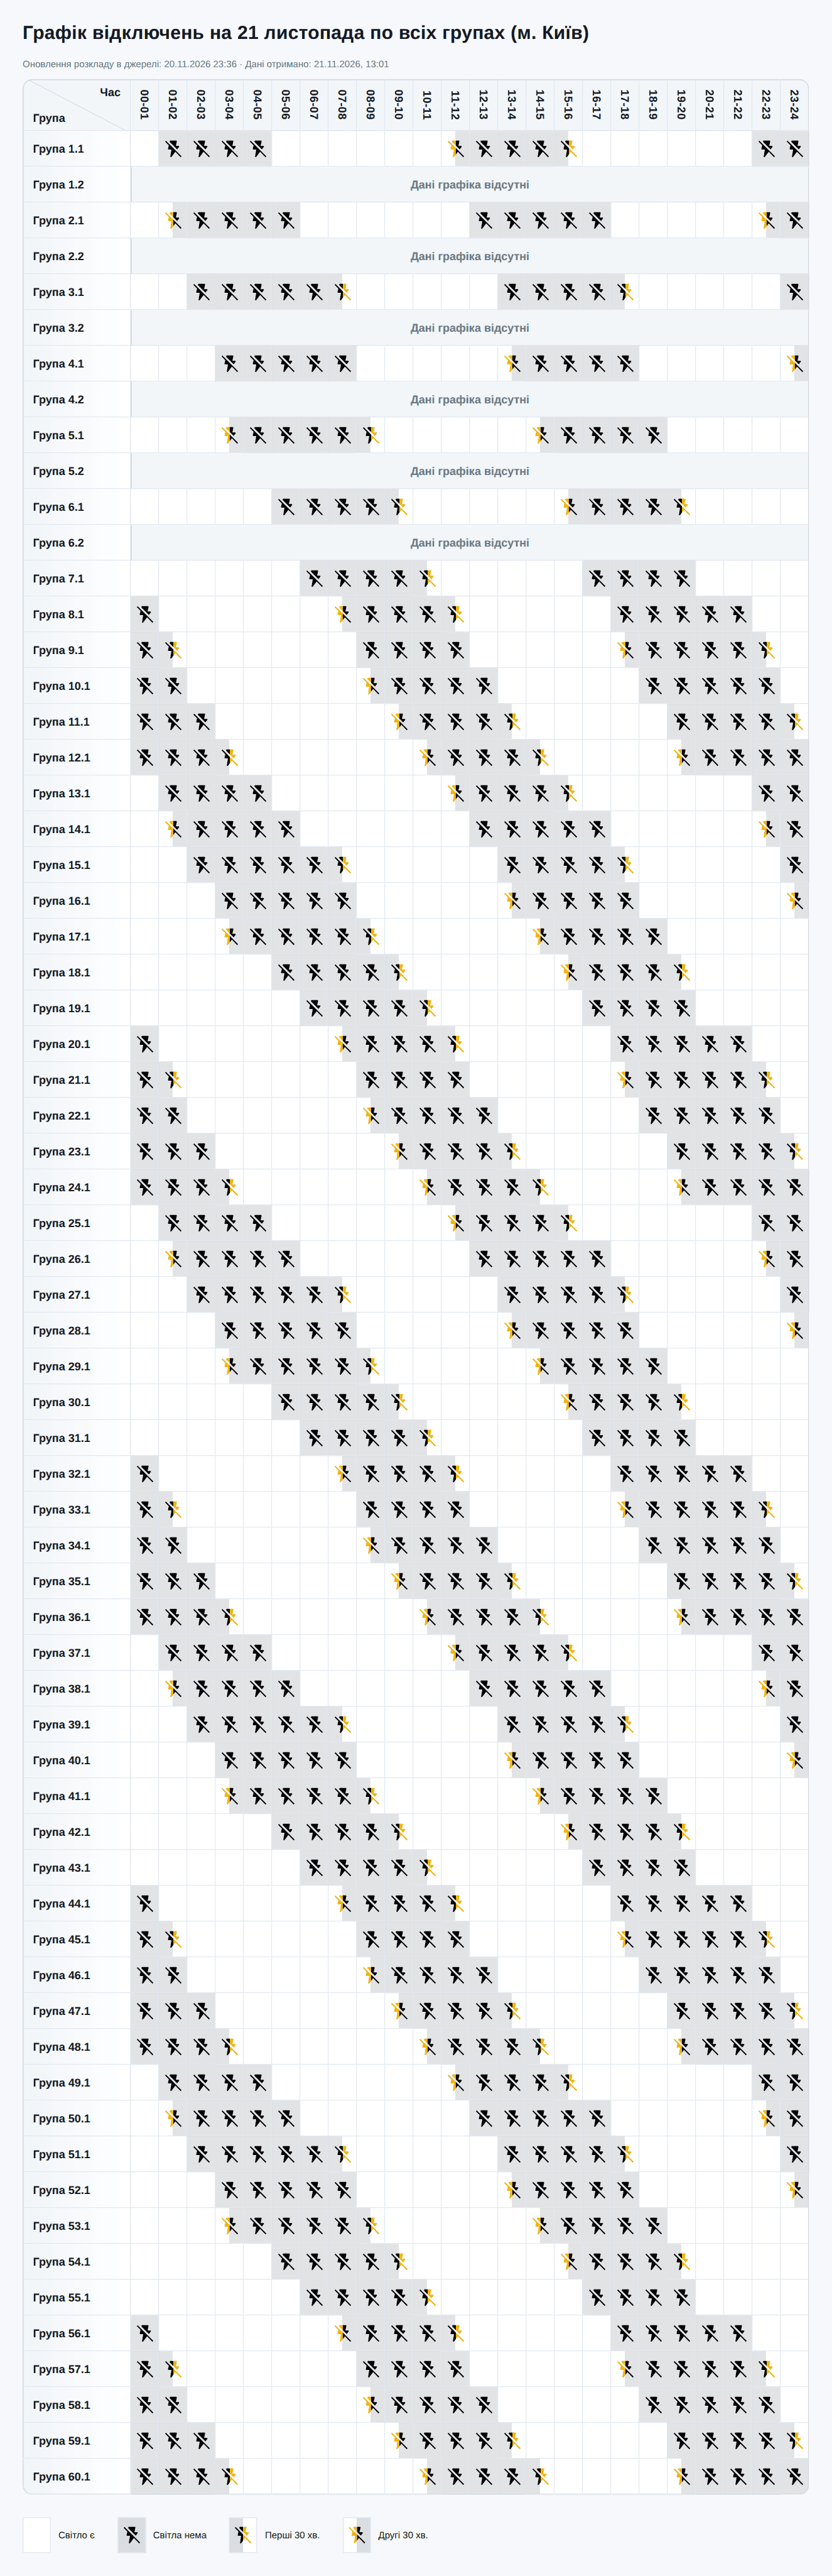 Графік відключень на 21 листопада по всіх групах (м. Київ)
Оновлення розкладу в джерелі: 20.11.2026 23:36 · Дані отримано: 21.11.2026, 13:01
Час
Група
00-01 01-02 02-03 03-04 04-05 05-06 06-07 07-08 08-09 09-10 10-11 11-12 12-13 13-14 14-15 15-16 16-17 17-18 18-19 19-20 20-21 21-22 22-23 23-24
Група 1.1
Група 1.2 Дані графіка відсутні
Група 2.1
Група 2.2 Дані графіка відсутні
Група 3.1
Група 3.2 Дані графіка відсутні
Група 4.1
Група 4.2 Дані графіка відсутні
Група 5.1
Група 5.2 Дані графіка відсутні
Група 6.1
Група 6.2 Дані графіка відсутні
Група 7.1
Група 8.1
Група 9.1
Група 10.1
Група 11.1
Група 12.1
Група 13.1
Група 14.1
Група 15.1
Група 16.1
Група 17.1
Група 18.1
Група 19.1
Група 20.1
Група 21.1
Група 22.1
Група 23.1
Група 24.1
Група 25.1
Група 26.1
Група 27.1
Група 28.1
Група 29.1
Група 30.1
Група 31.1
Група 32.1
Група 33.1
Група 34.1
Група 35.1
Група 36.1
Група 37.1
Група 38.1
Група 39.1
Група 40.1
Група 41.1
Група 42.1
Група 43.1
Група 44.1
Група 45.1
Група 46.1
Група 47.1
Група 48.1
Група 49.1
Група 50.1
Група 51.1
Група 52.1
Група 53.1
Група 54.1
Група 55.1
Група 56.1
Група 57.1
Група 58.1
Група 59.1
Група 60.1
Світло є Світла нема Перші 30 хв. Другі 30 хв.